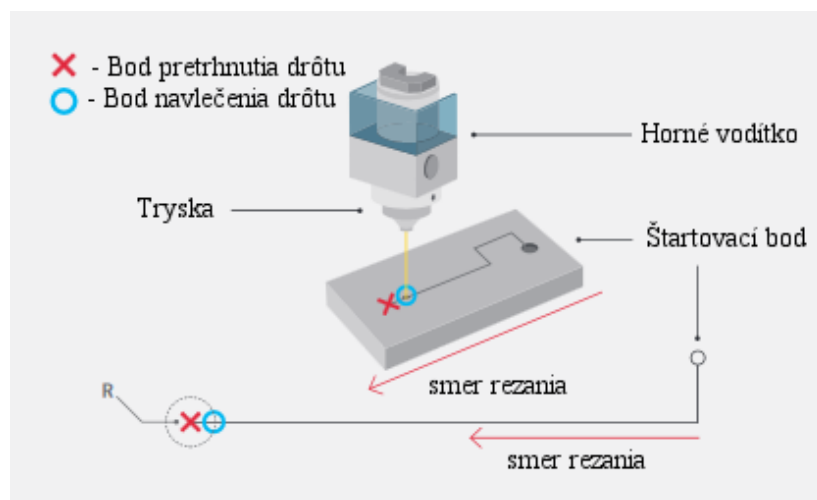 - Bod pretrhnutia drôtu
- Bod navlečenia drôtu
Horné vodítko
Tryska
Štartovací bod
smer rezania
R
smer rezania